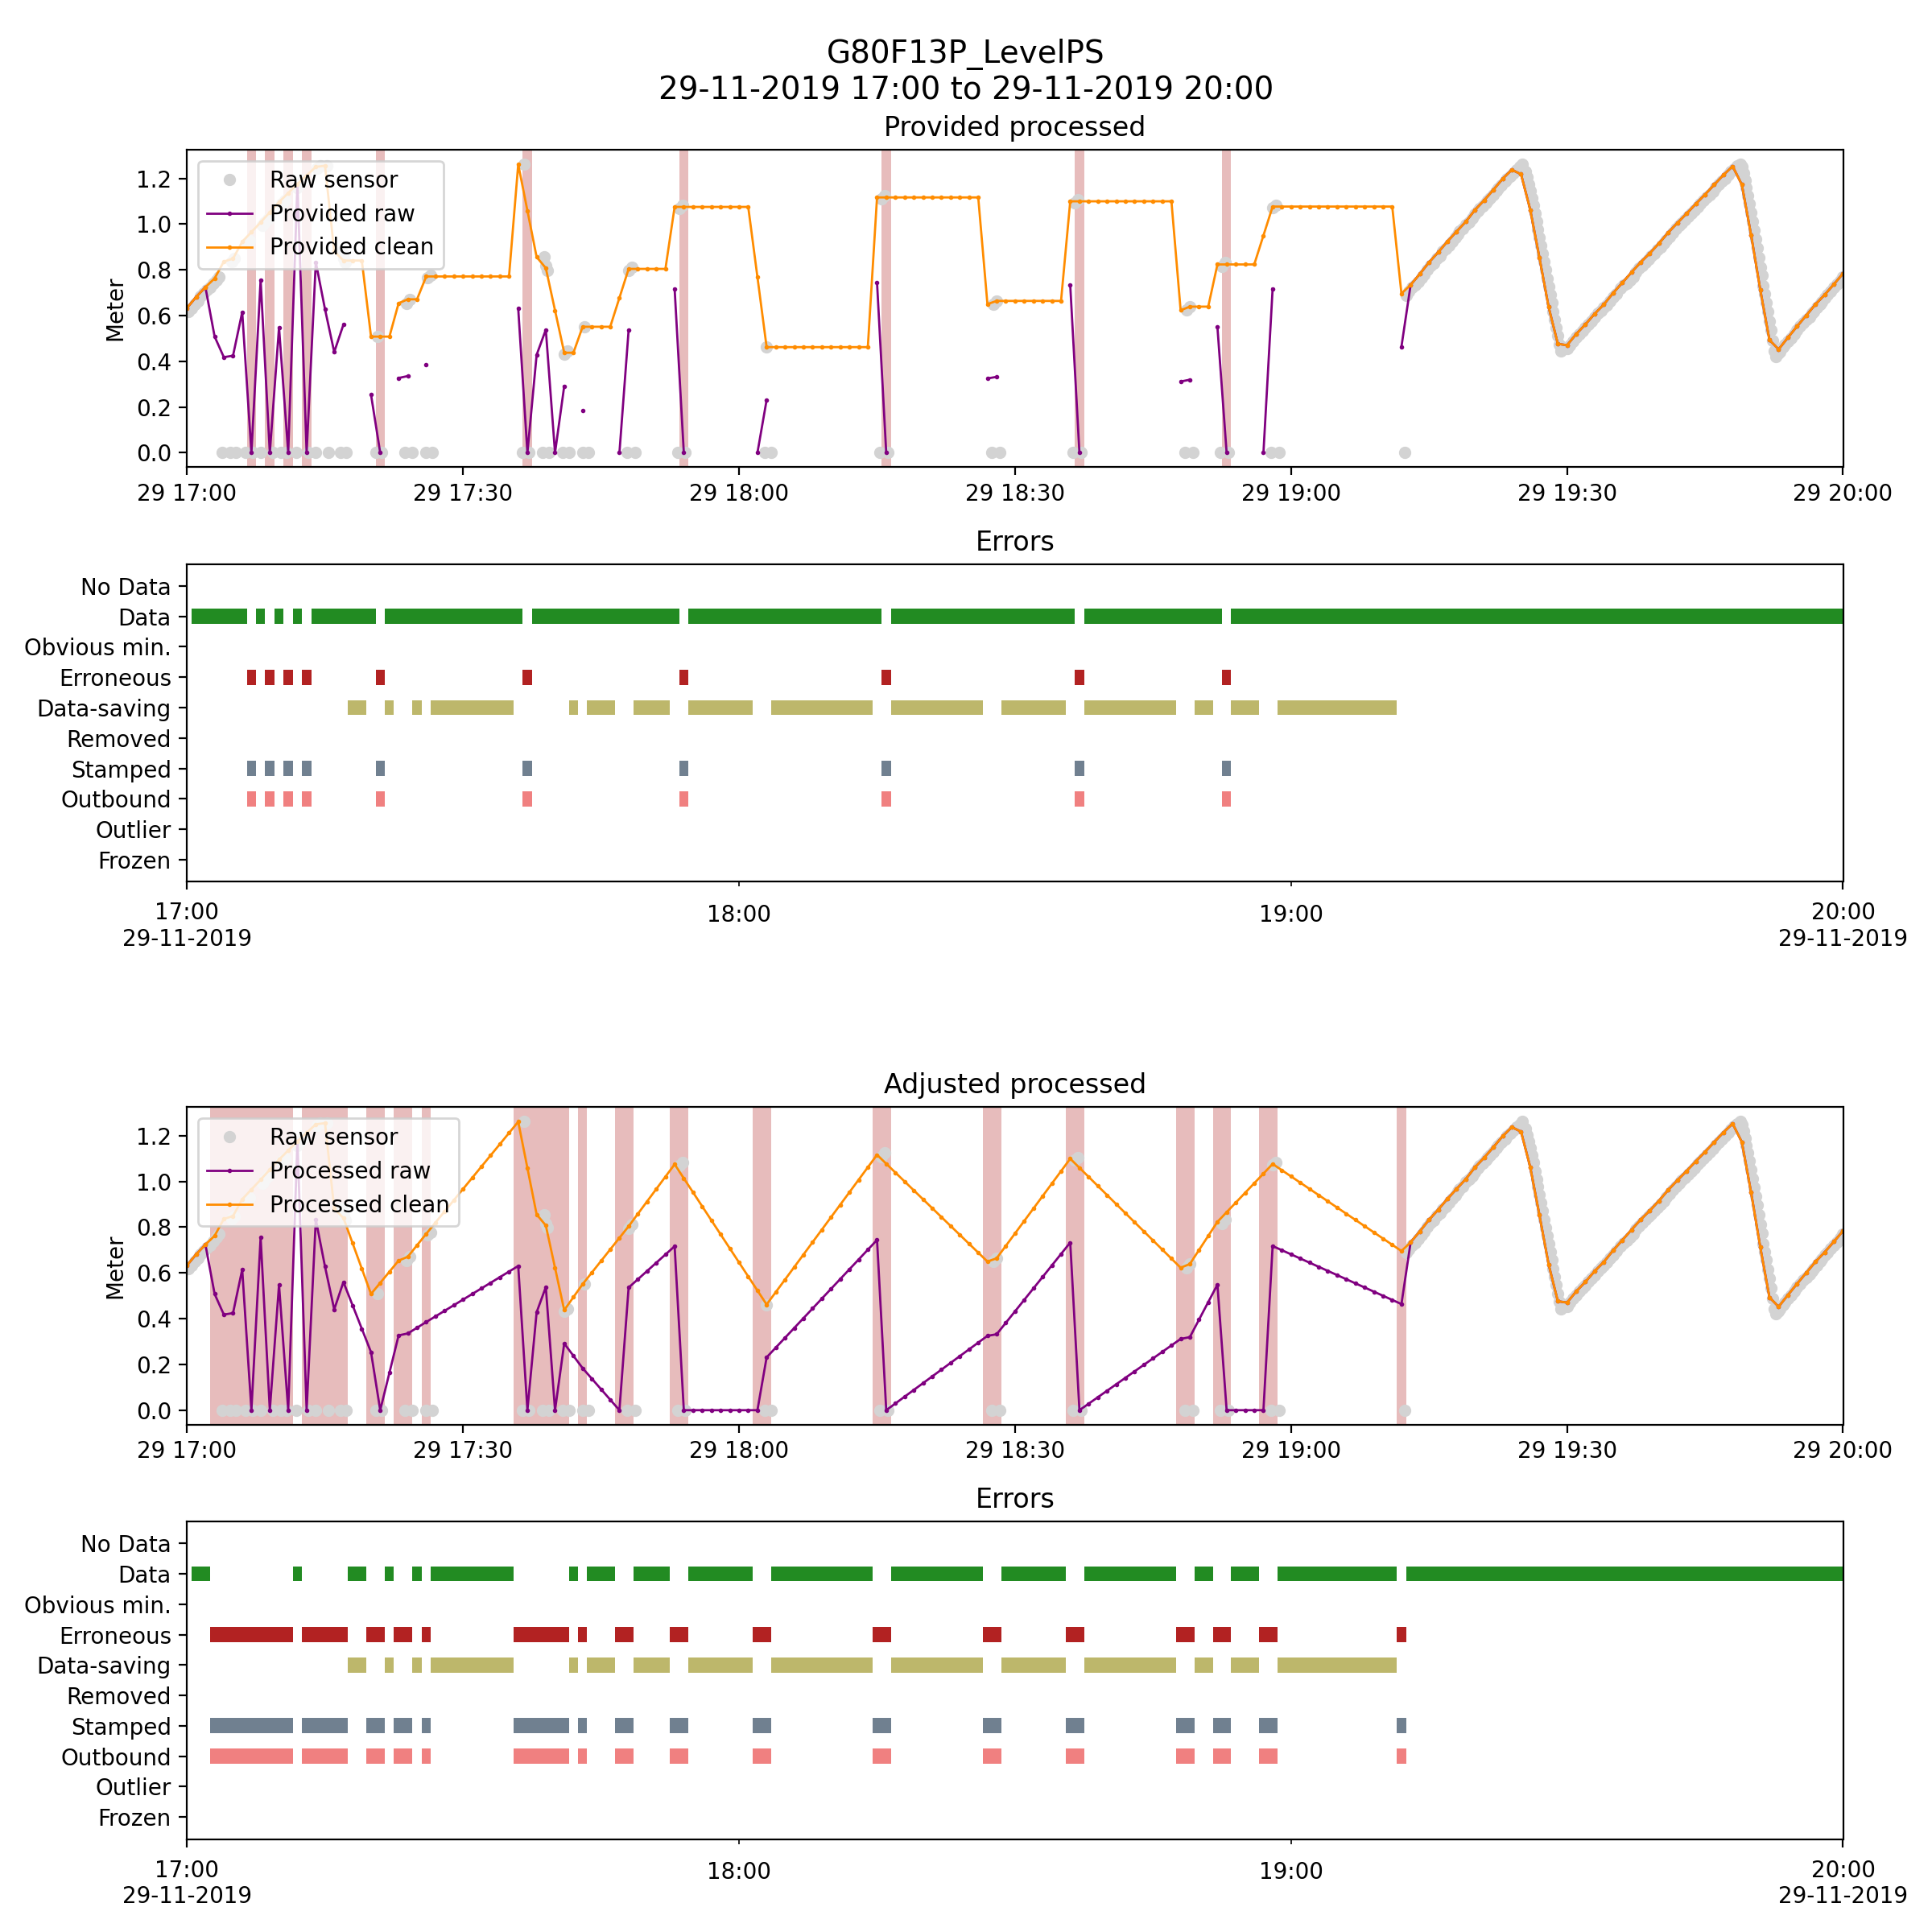 G80F13P_LevelPS
29-11-2019 17:00 to 29-11-2019 20:00
Provided processed
Raw sensor
Provided raw
Provided clean
Meter
1.2
1.0
0.8
0.6
0.4
0.2
0.0
29 17:00 29 17:30 29 18:00 29 18:30 29 19:00 29 19:30 29 20:00
Errors
No Data
Data
Obvious min.
Erroneous
Data-saving
Removed
Stamped
Outbound
Outlier
Frozen
17:00 18:00 19:00 20:00
29-11-2019 29-11-2019
Adjusted processed
Raw sensor
Processed raw
Processed clean
Meter
1.2
1.0
0.8
0.6
0.4
0.2
0.0
29 17:00 29 17:30 29 18:00 29 18:30 29 19:00 29 19:30 29 20:00
Errors
No Data
Data
Obvious min.
Erroneous
Data-saving
Removed
Stamped
Outbound
Outlier
Frozen
17:00 18:00 19:00 20:00
29-11-2019 29-11-2019